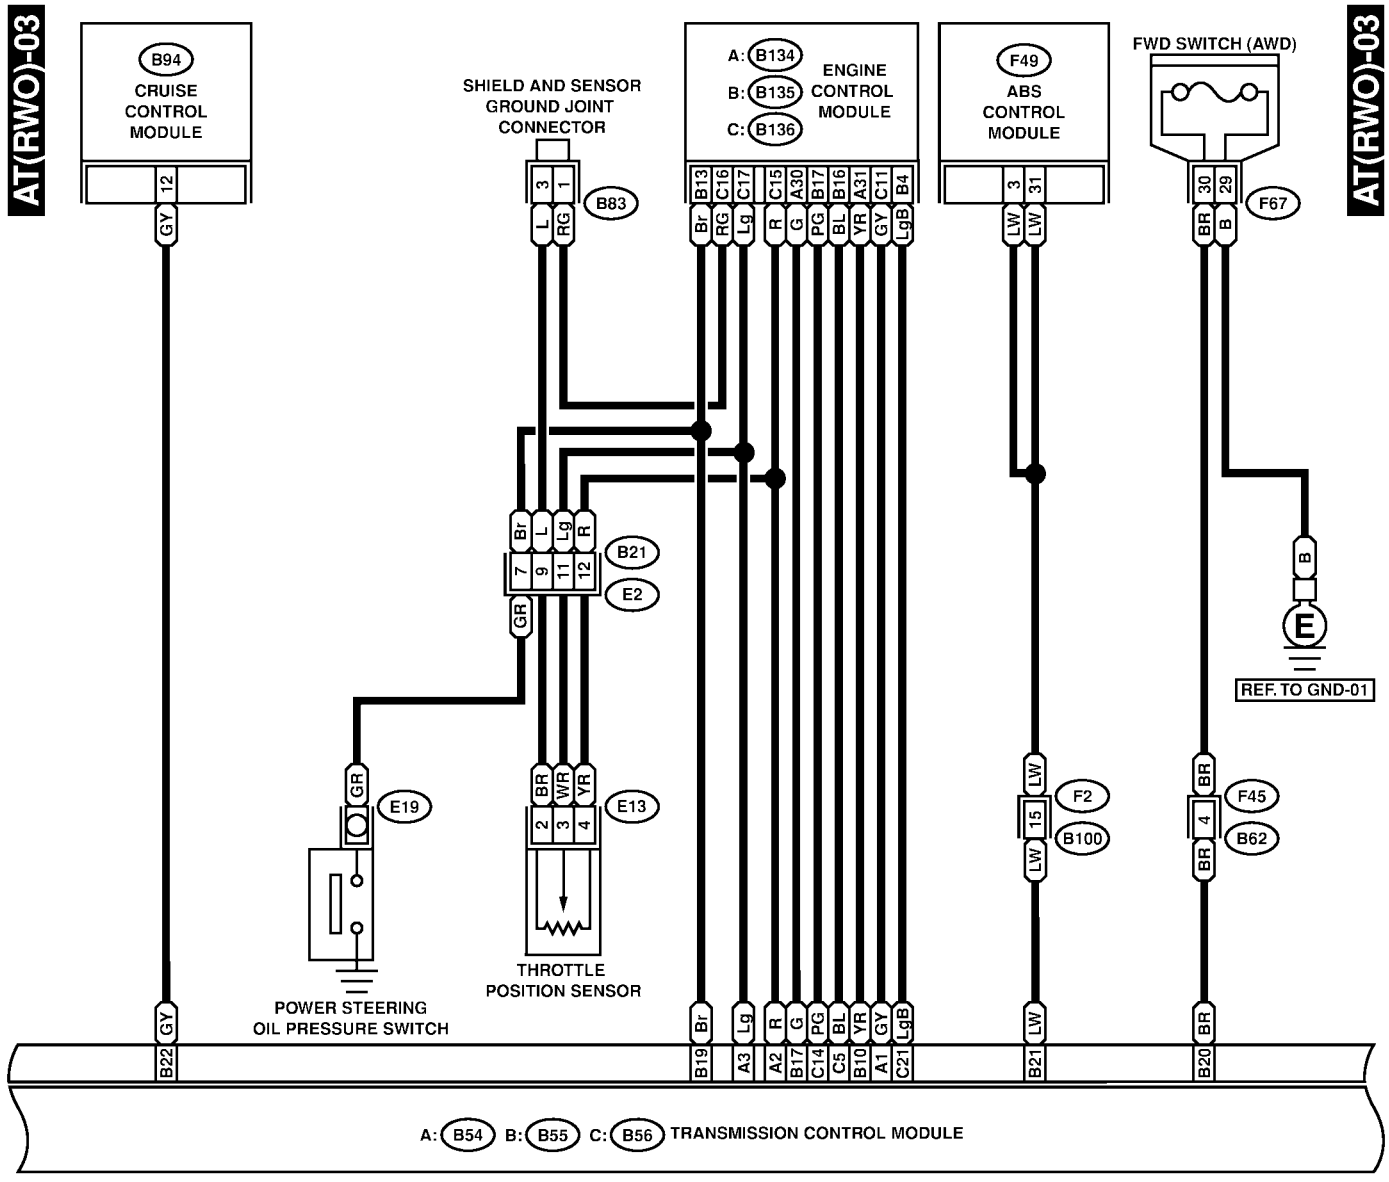 AT(RWO)-03
AT(RWO)-03
B94
CRUISE
CONTROL
MODULE
12
GY
SHIELD AND SENSOR
GROUND JOINT
CONNECTOR
3 1
B83
L RG
A: B134
B: B135
C: B136
ENGINE
CONTROL
MODULE
B13 C16 C17 C15 A30 B17 B16 A31 C11 B4
Br RG Lg R G PG BL YR GY LgB
F49
ABS
CONTROL
MODULE
3 31
LW LW
FWD SWITCH (AWD)
30 29
F67
BR B
Br L Lg R
B21
7 9 11 12
E2
GR
B
E
REF. TO GND-01
GR
E19
BR WR YR
2 3 4
E13
LW
F2
15
B100
LW
BR
F45
4
B62
BR
THROTTLE
POSITION SENSOR
POWER STEERING
OIL PRESSURE SWITCH
GY Br Lg R G PG BL YR GY LgB LW BR
B22 B19 A3 A2 B17 C14 C5 B10 A1 C21 B21 B20
A: B54 B: B55 C: B56 TRANSMISSION CONTROL MODULE